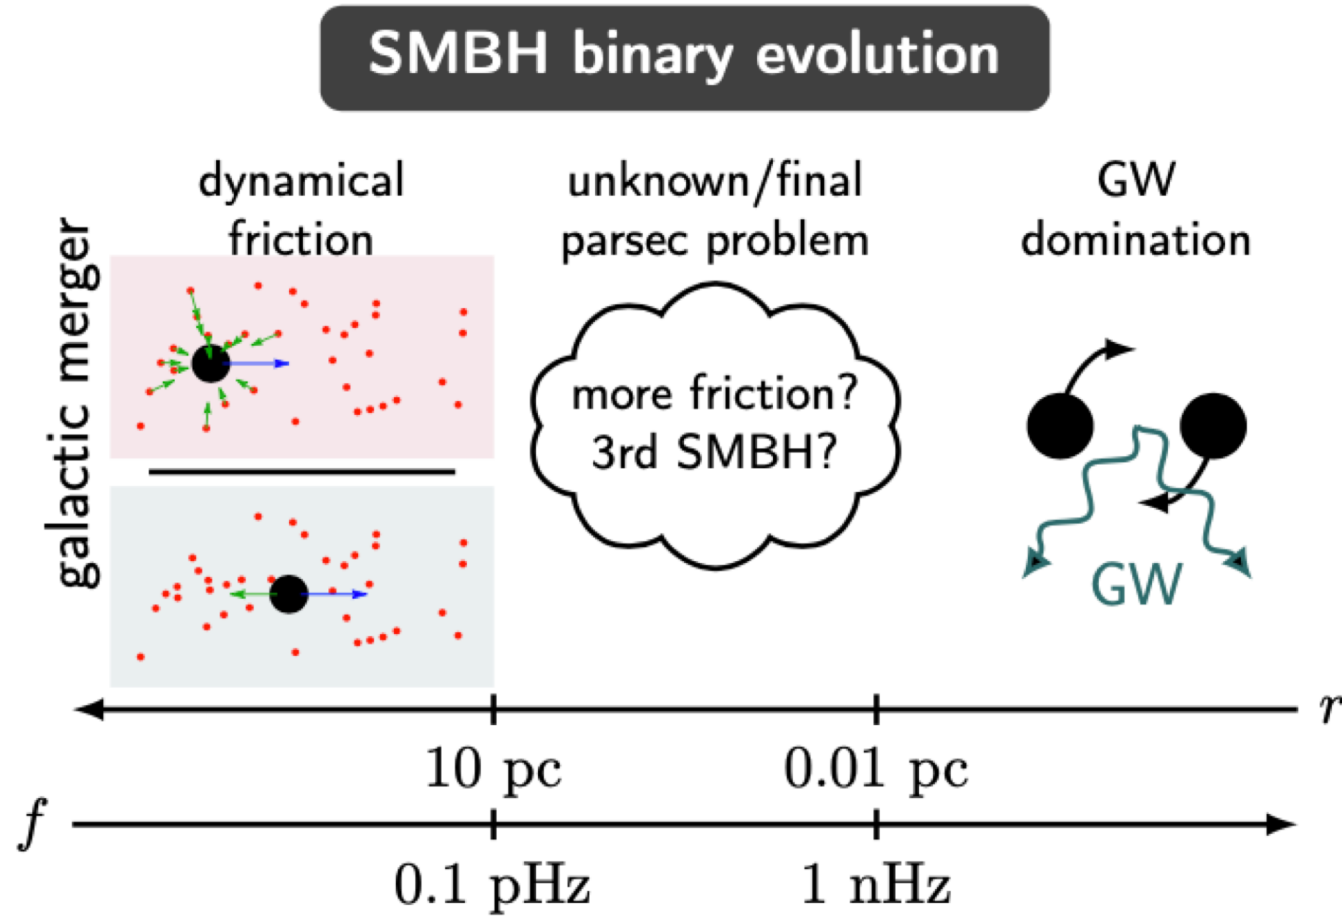 SMBH binary evolution
dynamical
friction
unknown/final
parsec problem
GW
domination
galactic merger
more friction?
3rd SMBH?
GW
r
10 pc
0.01 pc
f
0.1 pHz
1 nHz